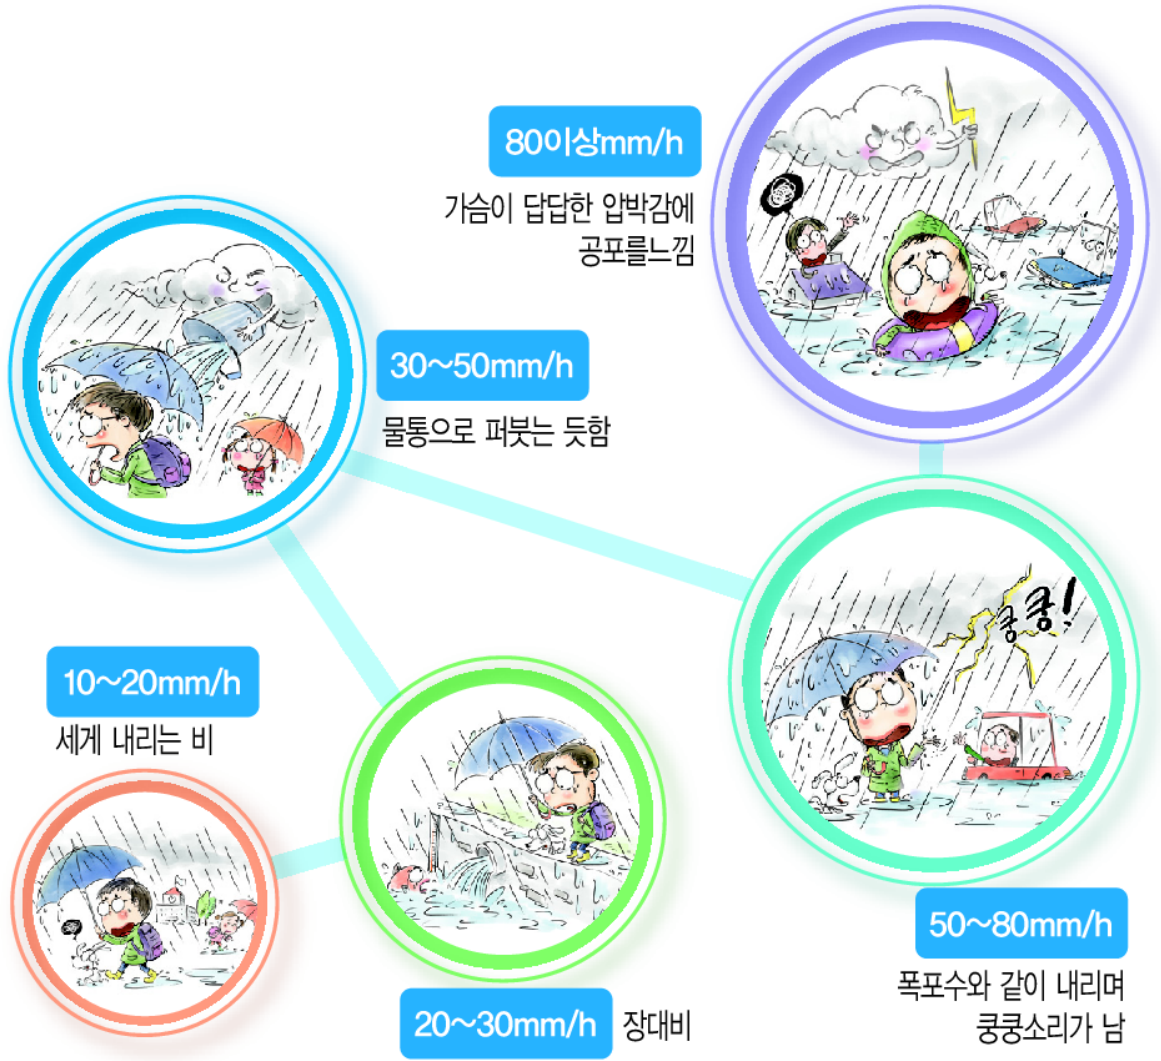 80이상mm/h
가슴이 답답한 압박감에
공포를느낌
30~50mm/h
물통으로 퍼붓는 듯함
쿵쿵!
10~20mm/h
세게 내리는 비
50~80mm/h
폭포수와 같이 내리며
쿵쿵소리가 남
20~30mm/h 장대비